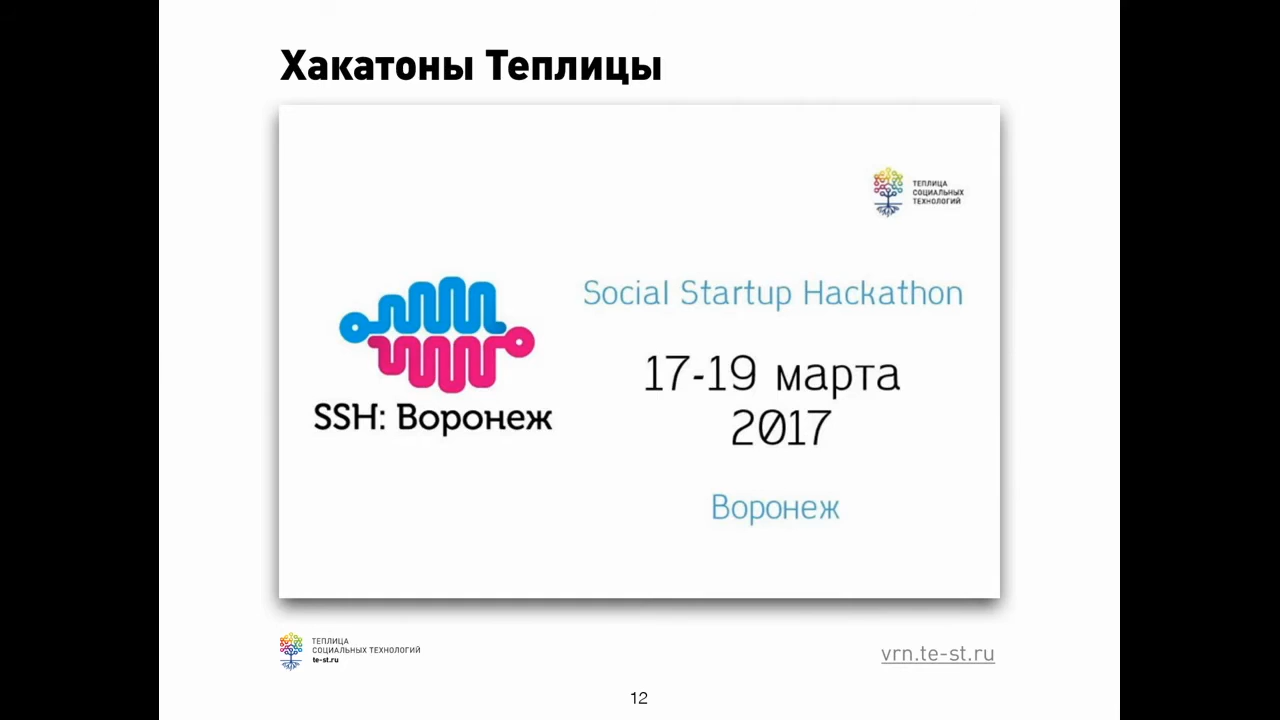 Хакатоны Теплицы
ТЕПЛИЦА
СОЦИАЛЬНЫХ
ТЕХНОЛОГИЙ
Social Startup Hackathon
17-19 марта
2017
SSH: Воронеж
Воронеж
ТЕПЛИЦА
СОЦИАЛЬНЫХ ТЕХНОЛОГИЙ
te-st.ru
vrn.te-st.ru
12